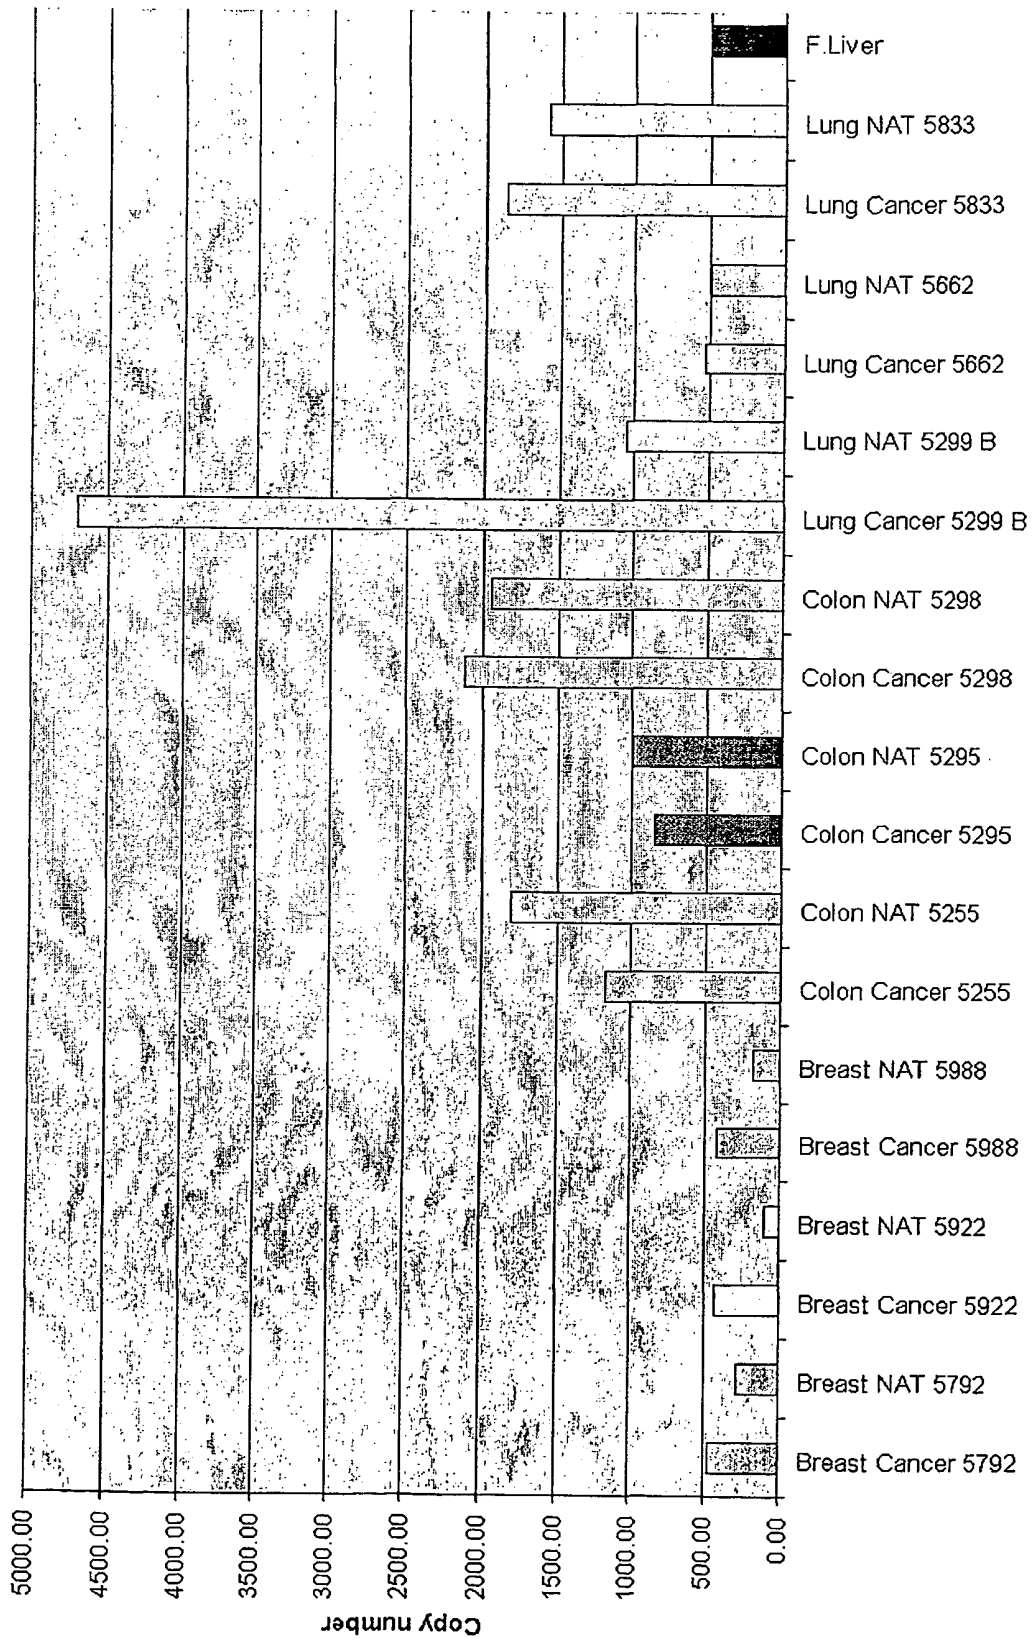 Copy number
5000.00
4500.00
4000.00
3500.00
3000.00
2500.00
2000.00
1500.00
1000.00
500.00
0.00
Breast Cancer 5792
Breast NAT 5792
Breast Cancer 5922
Breast NAT 5922
Breast Cancer 5988
Breast NAT 5988
Colon Cancer 5255
Colon NAT 5255
Colon Cancer 5295
Colon NAT 5295
Colon Cancer 5298
Colon NAT 5298
Lung Cancer 5299 B
Lung NAT 5299 B
Lung Cancer 5662
Lung NAT 5662
Lung Cancer 5833
Lung NAT 5833
F.Liver